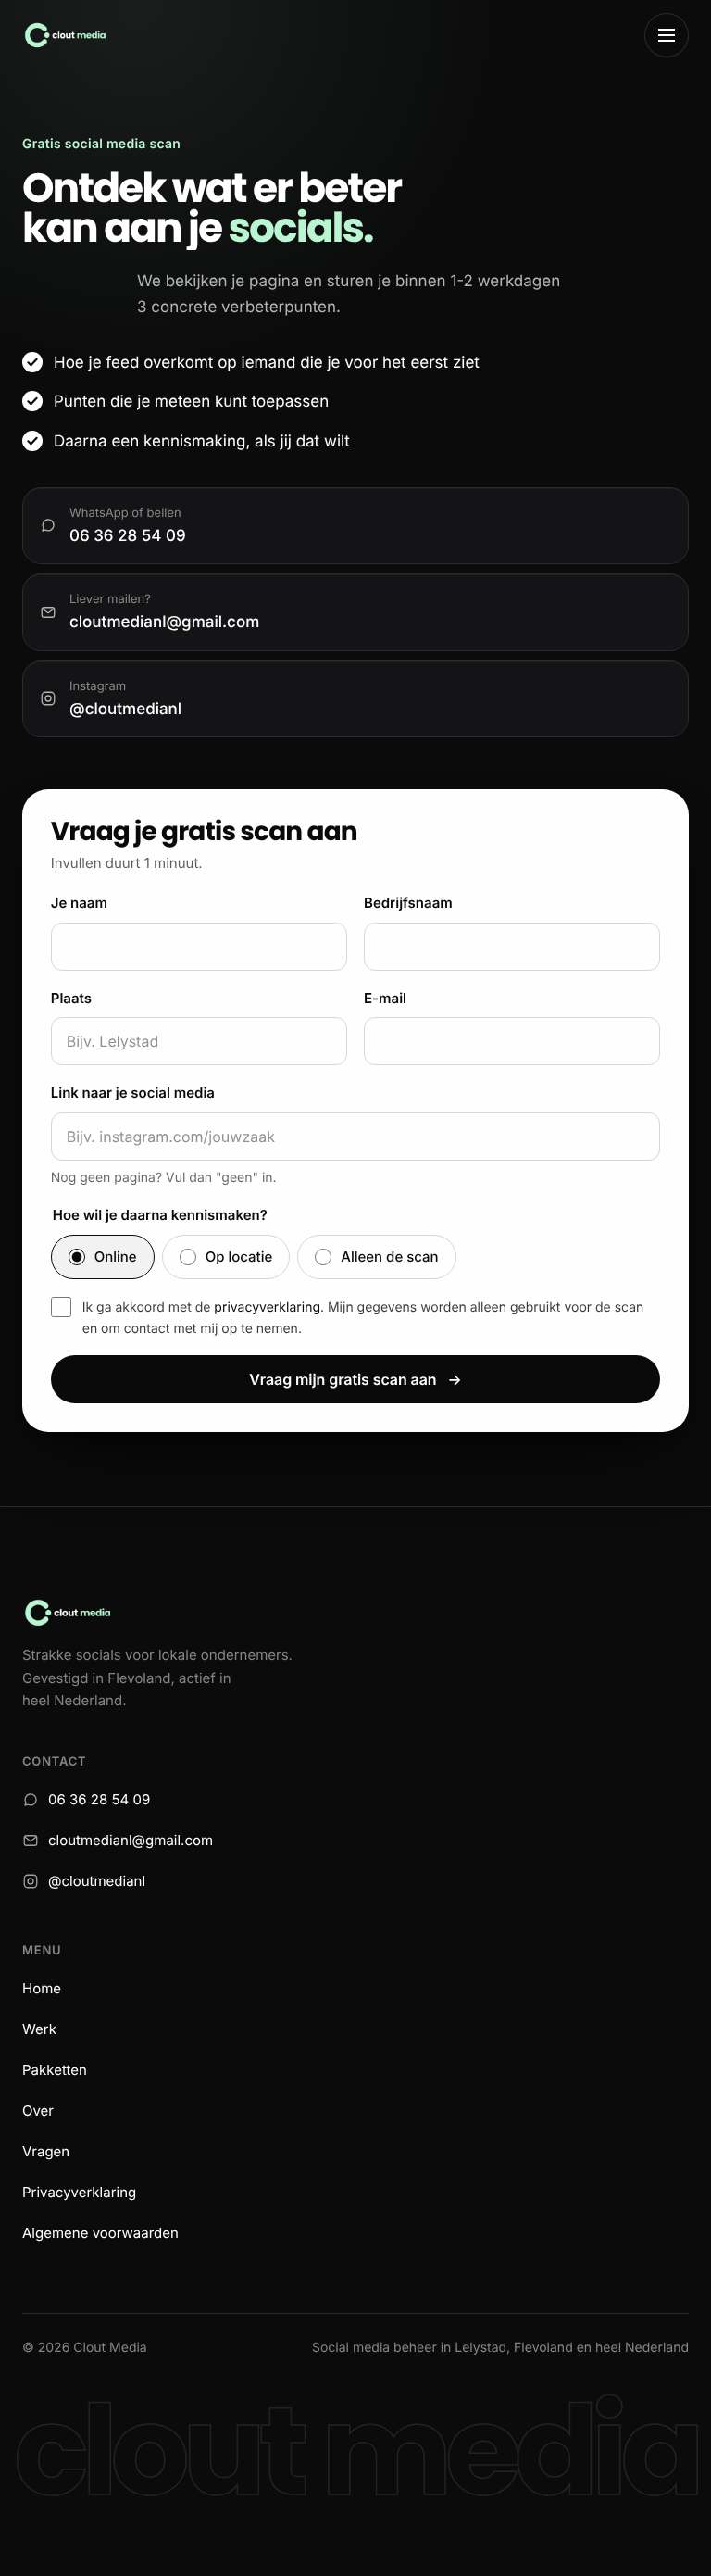 clout media
Gratis social media scan
Ontdek wat er beter
kan aan je socials.
We bekijken je pagina en sturen je binnen 1-2 werkdagen
3 concrete verbeterpunten.
Hoe je feed overkomt op iemand die je voor het eerst ziet
Punten die je meteen kunt toepassen
Daarna een kennismaking, als jij dat wilt
WhatsApp of bellen
06 36 28 54 09
Liever mailen?
cloutmedianl@gmail.com
Instagram
@cloutmedianl
Vraag je gratis scan aan
Invullen duurt 1 minuut.
Je naam
Bedrijfsnaam
Plaats
E-mail
Bijv. Lelystad
Link naar je social media
Bijv. instagram.com/jouwzaak
Nog geen pagina? Vul dan "geen" in.
Hoe wil je daarna kennismaken?
Online
Op locatie
Alleen de scan
Ik ga akkoord met de privacyverklaring. Mijn gegevens worden alleen gebruikt voor de scan
en om contact met mij op te nemen.
Vraag mijn gratis scan aan →
clout media
Strakke socials voor lokale ondernemers.
Gevestigd in Flevoland, actief in
heel Nederland.
CONTACT
06 36 28 54 09
cloutmedianl@gmail.com
@cloutmedianl
MENU
Home
Werk
Pakketten
Over
Vragen
Privacyverklaring
Algemene voorwaarden
© 2026 Clout Media
Social media beheer in Lelystad, Flevoland en heel Nederland
clout media